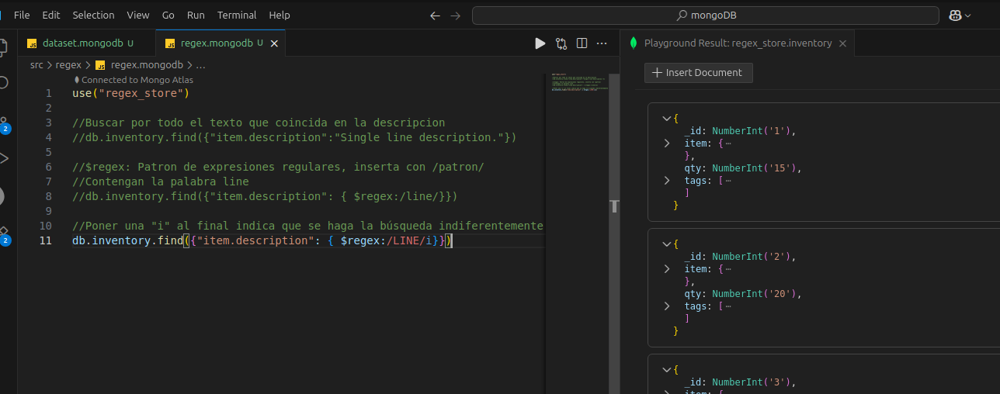 File Edit Selection View Go Run Terminal Help
mongoDB
dataset.mongodb U
regex.mongodb U
Playground Result: regex_store.inventory
src > regex > regex.mongodb > ...
Insert Document
Connected to Mongo Atlas
1 use("regex_store")
2
3 //Buscar por todo el texto que coincida en la descripcion
4 //db.inventory.find({"item.description":"Single line description."})
5
6 //$regex: Patron de expresiones regulares, inserta con /patron/
7 //Contengan la palabra line
8 //db.inventory.find({"item.description": { $regex:/line/}})
9
10 //Poner una "i" al final indica que se haga la búsqueda indiferentemente
11 db.inventory.find({"item.description": { $regex:/LINE/i}})
2
2
{
_id: NumberInt('1'),
item: {
},
qty: NumberInt('15'),
tags: [
]
}
{
_id: NumberInt('2'),
item: {
},
qty: NumberInt('20'),
tags: [
]
}
{
_id: NumberInt('3'),
item: {